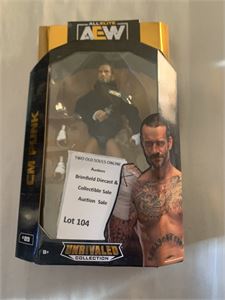 ALL ELITE
AEW
CM PUNK
TWO OLD SOULS ONLINE
Auctions
Brimfield Diecast &
Collectible Sale
Auction Sale
Lot 104
8+
UNRIVALED
COLLECTION